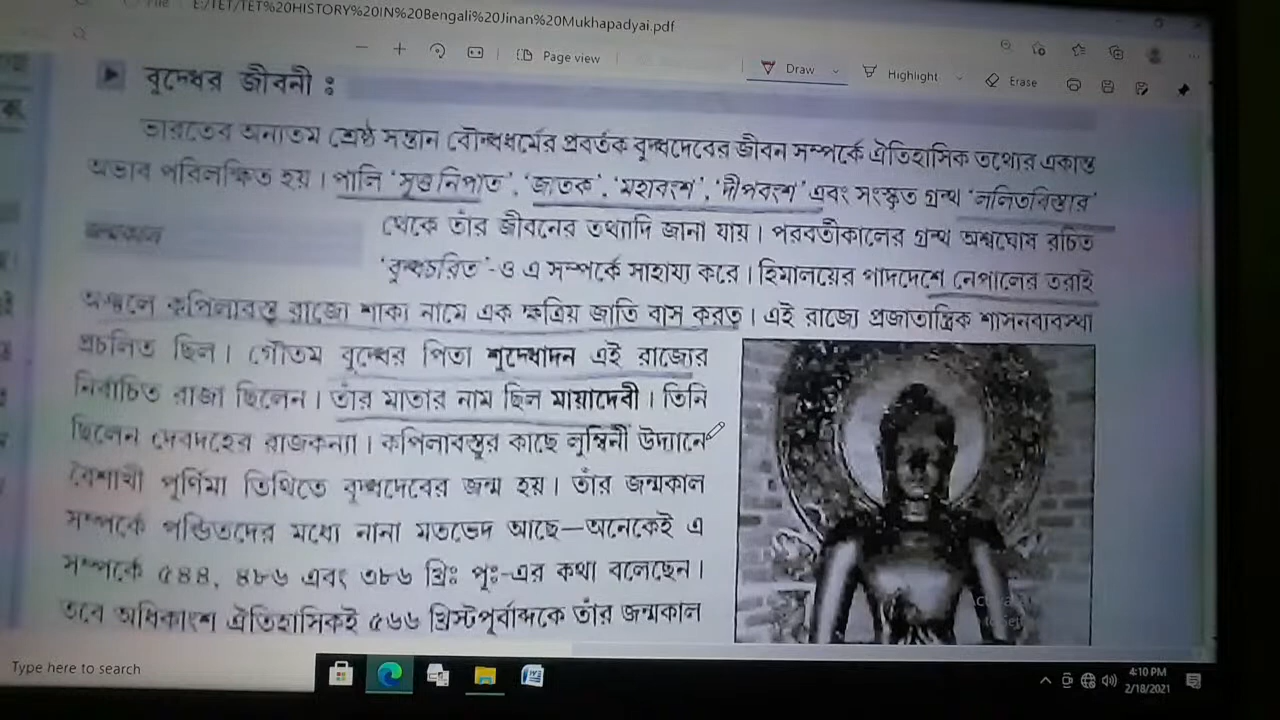 File E:/TET/TET%20HISTORY%20IN%20Bengali%20Jinan%20Mukhapadyai.pdf
Page view Draw Highlight Erase
বুদ্ধের জীবনী :
ভারতের অন্যতম শ্রেষ্ঠ সন্তান বৌদ্ধধর্মের প্রবর্তক বুদ্ধদেবের জীবন সম্পর্কে ঐতিহাসিক তথ্যের একান্ত
অভাব পরিলক্ষিত হয়। পালি 'সুত্তনিপাত', 'জাতক', 'মহাবংশ', 'দীপবংশ' এবং সংস্কৃত গ্রন্থ 'ললিতবিস্তার'
জন্মকাল
থেকে তাঁর জীবনের তথ্যাদি জানা যায়। পরবর্তীকালের গ্রন্থ অশ্বঘোষ রচিত
'বুদ্ধচরিত'-ও এ সম্পর্কে সাহায্য করে। হিমালয়ের পাদদেশে নেপালের তরাই
অঞ্চলে কপিলাবস্তু রাজ্যে শাক্য নামে এক ক্ষত্রিয় জাতি বাস করত। এই রাজ্যে প্রজাতান্ত্রিক শাসনব্যবস্থা
প্রচলিত ছিল। গৌতম বুদ্ধের পিতা শুদ্ধোধন এই রাজ্যের
নির্বাচিত রাজা ছিলেন। তাঁর মাতার নাম ছিল মায়াদেবী। তিনি
ছিলেন দেবদহের রাজকন্যা। কপিলাবস্তুর কাছে লুম্বিনী উদ্যানে
বৈশাখী পূর্ণিমা তিথিতে বুদ্ধদেবের জন্ম হয়। তাঁর জন্মকাল
সম্পর্কে পণ্ডিতদের মধ্যে নানা মতভেদ আছে—অনেকেই এ
সম্পর্কে ৫৪৪, ৪৮৬ এবং ৩৮৬ খ্রিঃ পূঃ-এর কথা বলেছেন।
তবে অধিকাংশ ঐতিহাসিকই ৫৬৬ খ্রিস্টপূর্বাব্দকে তাঁর জন্মকাল
Type here to search
4:10 PM
2/18/2021